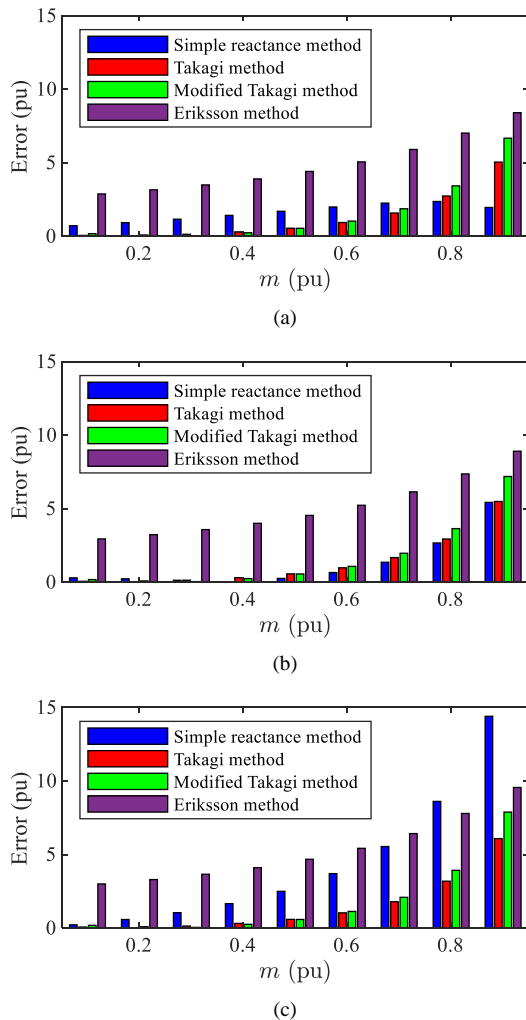 15
Simple reactance method
Takagi method
10
Modified Takagi method
Eriksson method
Error (pu)
5
0
0.2 0.4 0.6 0.8
m (pu)
(a)
15
Simple reactance method
Takagi method
10
Modified Takagi method
Eriksson method
Error (pu)
5
0
0.2 0.4 0.6 0.8
m (pu)
(b)
15
Simple reactance method
Takagi method
10
Modified Takagi method
Eriksson method
Error (pu)
5
0
0.2 0.4 0.6 0.8
m (pu)
(c)